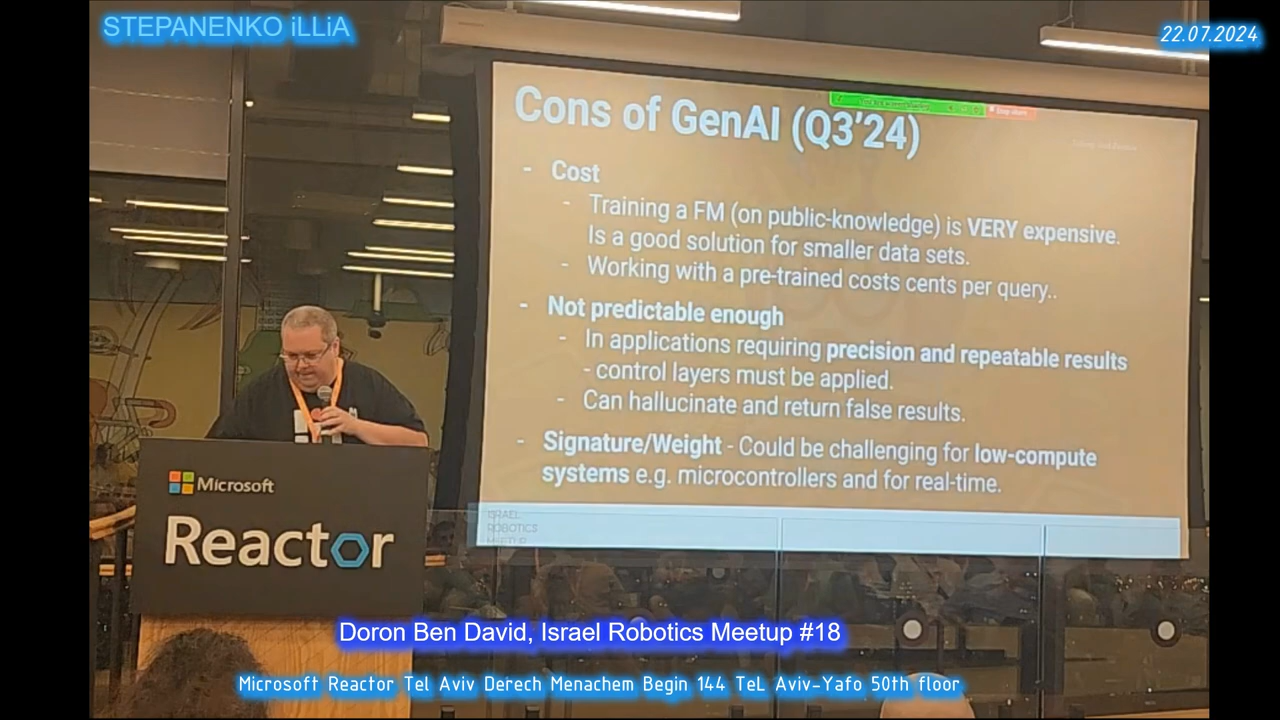 STEPANENKO iLLiA
22.07.2024
Cons of GenAI (Q3'24)
- Cost
- Training a FM (on public-knowledge) is VERY expensive.
Is a good solution for smaller data sets.
- Working with a pre-trained costs cents per query..
- Not predictable enough
- In applications requiring precision and repeatable results
- control layers must be applied.
- Can hallucinate and return false results.
- Signature/Weight - Could be challenging for low-compute
systems e.g. microcontrollers and for real-time.
ISRAEL
ROBOTICS
MEETUP
Microsoft
Reactor
Doron Ben David, Israel Robotics Meetup #18
Microsoft Reactor Tel Aviv Derech Menachem Begin 144 TeL Aviv-Yafo 50th floor